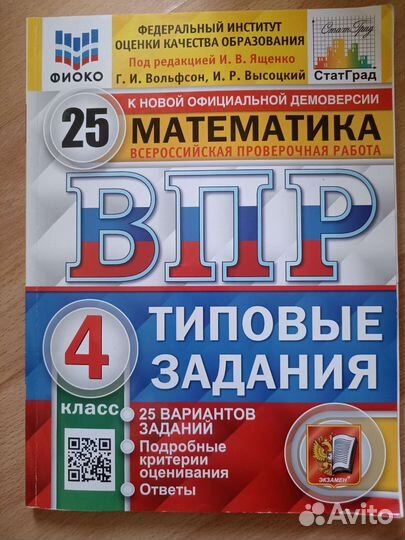 ФЕДЕРАЛЬНЫЙ ИНСТИТУТ
ОЦЕНКИ КАЧЕСТВА ОБРАЗОВАНИЯ
Под редакцией И. В. Ященко
Г. И. Вольфсон, И. Р. Высоцкий
ФИОКО
СтатГрад
СтатГрад
К НОВОЙ ОФИЦИАЛЬНОЙ ДЕМОВЕРСИИ
25
МАТЕМАТИКА
ВСЕРОССИЙСКАЯ ПРОВЕРОЧНАЯ РАБОТА
ВПР
4
класс
ТИПОВЫЕ
ЗАДАНИЯ
25 ВАРИАНТОВ
ЗАДАНИЙ
Подробные
критерии
оценивания
Ответы
ЭКЗАМЕН
Avito